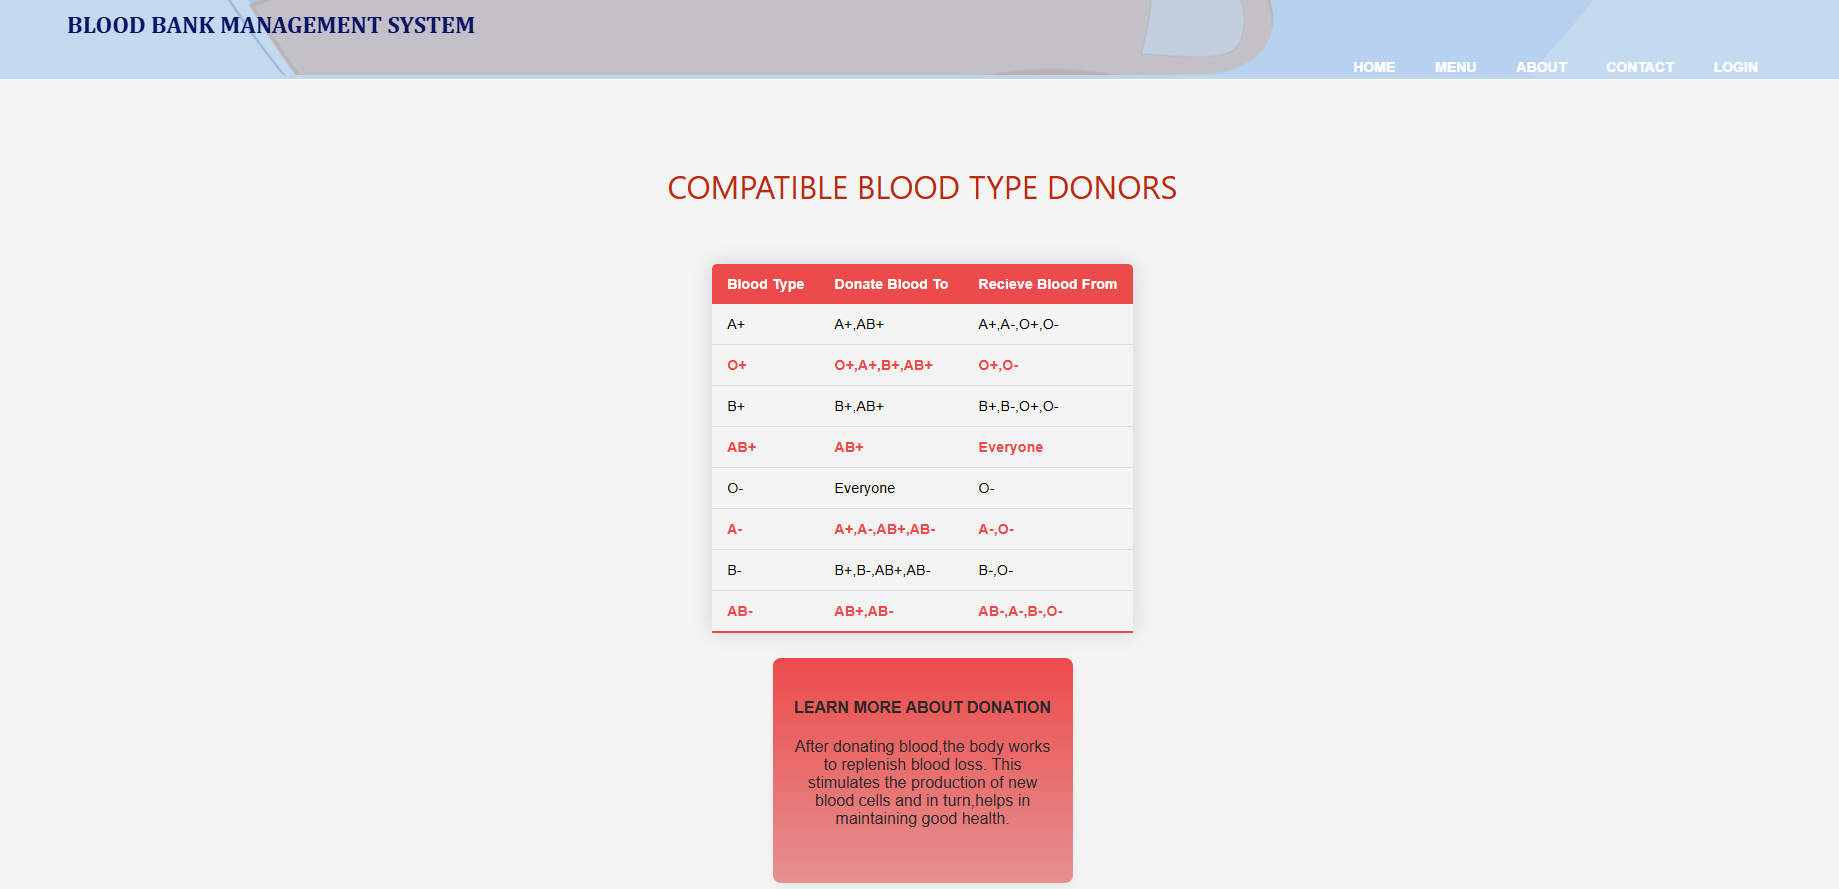 BLOOD BANK MANAGEMENT SYSTEM
HOME MENU ABOUT CONTACT LOGIN
COMPATIBLE BLOOD TYPE DONORS
Blood Type Donate Blood To Recieve Blood From
A+ A+,AB+ A+,A-,O+,O-
O+ O+,A+,B+,AB+ O+,O-
B+ B+,AB+ B+,B-,O+,O-
AB+ AB+ Everyone
O- Everyone O-
A- A+,A-,AB+,AB- A-,O-
B- B+,B-,AB+,AB- B-,O-
AB- AB+,AB- AB-,A-,B-,O-
LEARN MORE ABOUT DONATION
After donating blood,the body works
to replenish blood loss. This
stimulates the production of new
blood cells and in turn,helps in
maintaining good health.